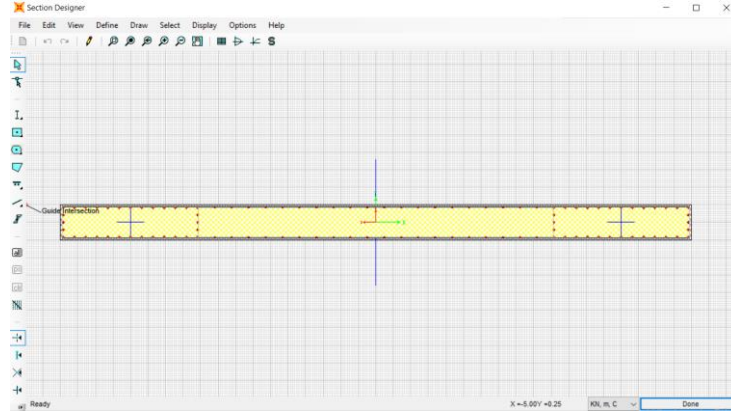 Section Designer
File Edit View Define Draw Select Display Options Help
S
Guide Intersection
Ready
X =-5.00Y =0.25
KN, m, C
Done